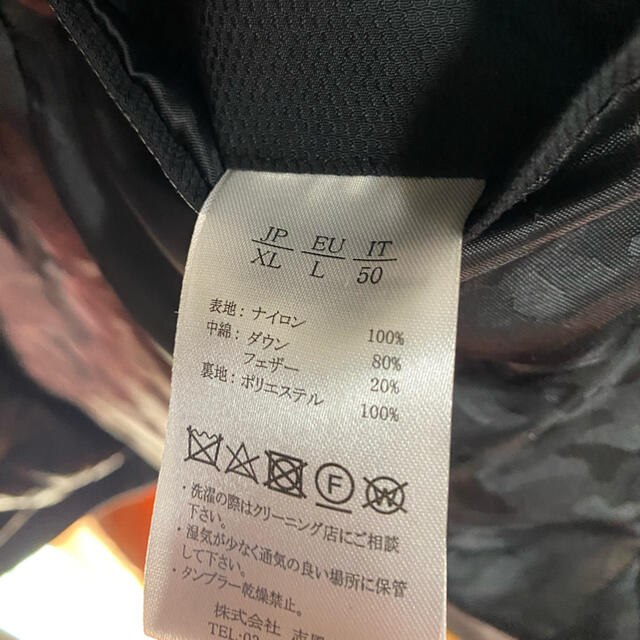 JP EU IT
XL L 50
表地：ナイロン 100%
中綿：ダウン 80%
フェザー 20%
裏地：ポリエステル 100%
F W
・洗濯の際はクリーニング店にご相談
下さい。
・湿気が少なく通気の良い場所に保管
して下さい。
・タンブラー乾燥禁止。
株式会社
TEL:03